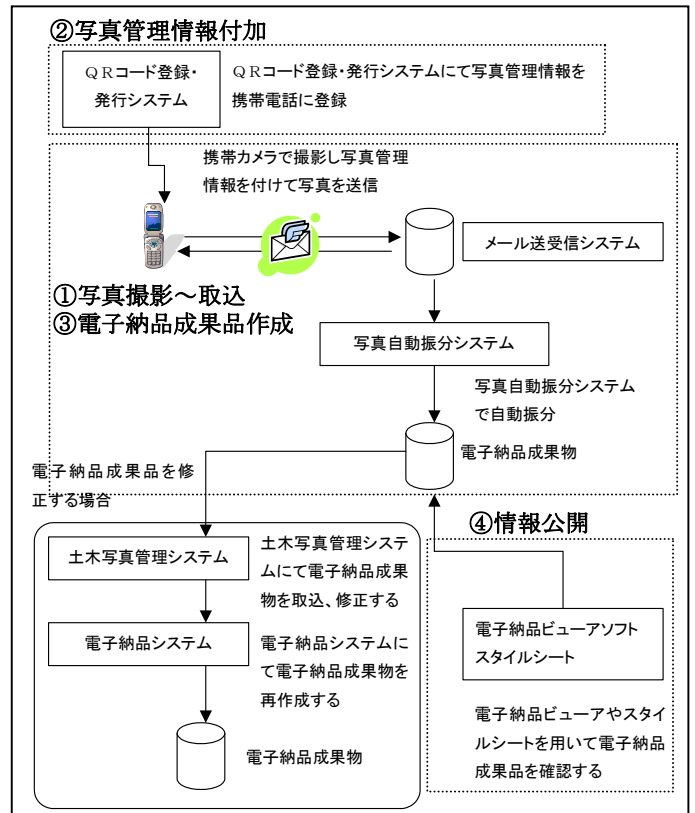 ②写真管理情報付加
ＱＲコード登録・
発行システム
ＱＲコード登録・発行システムにて写真管理情報を
携帯電話に登録
携帯カメラで撮影し写真管理
情報を付けて写真を送信
メール送受信システム
①写真撮影～取込
③電子納品成果品作成
写真自動振分システム
写真自動振分システム
で自動振分
電子納品成果物
電子納品成果品を修
正する場合
④情報公開
土木写真管理システム
土木写真管理システ
ムにて電子納品成果
物を取込、修正する
電子納品システム
電子納品システムに
て電子納品成果物を
再作成する
電子納品成果物
電子納品ビューアソフト
スタイルシート
電子納品ビューアやスタイ
ルシートを用いて電子納品
成果品を確認する